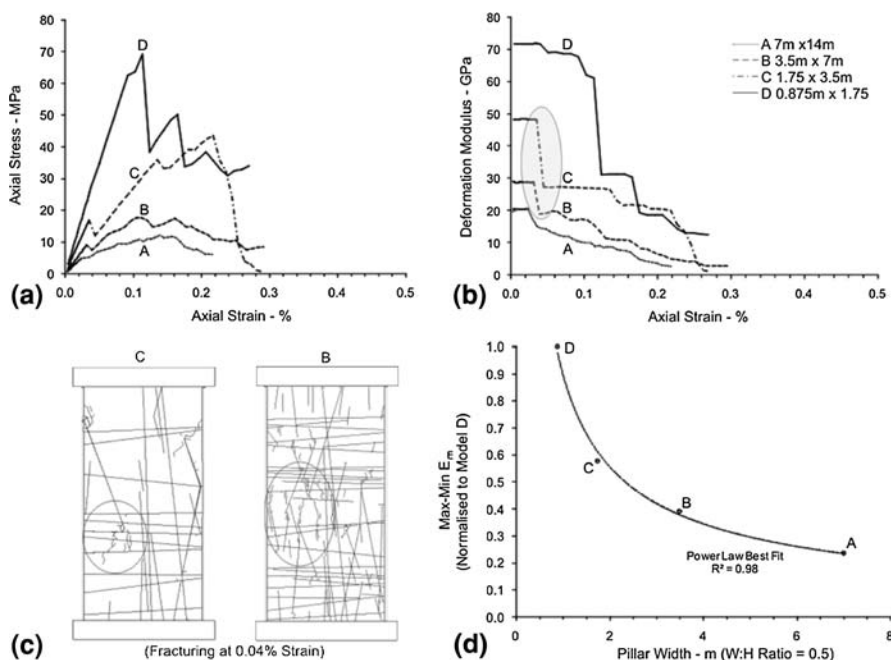 80
70
60
50
40
30
20
10
0
Axial Stress - MPa
D
C
B
A
0.0 0.1 0.2 0.3 0.4 0.5
Axial Strain - %
(a)
80
70
60
50
40
30
20
10
0
Deformation Modulus - GPa
D
C
B
A
A 7m x14m
B 3.5m x 7m
C 1.75 x 3.5m
D 0.875m x 1.75
0.0 0.1 0.2 0.3 0.4 0.5
Axial Strain - %
(b)
C B
(c)
(Fracturing at 0.04% Strain)
1.0
0.9
0.8
0.7
0.6
0.5
0.4
0.3
0.2
0.1
0.0
Max-Min Em
(Normalised to Model D)
D
C
B
A
Power Law Best Fit
R² = 0.98
0 2 4 6 8
Pillar Width - m (W:H Ratio = 0.5)
(d)